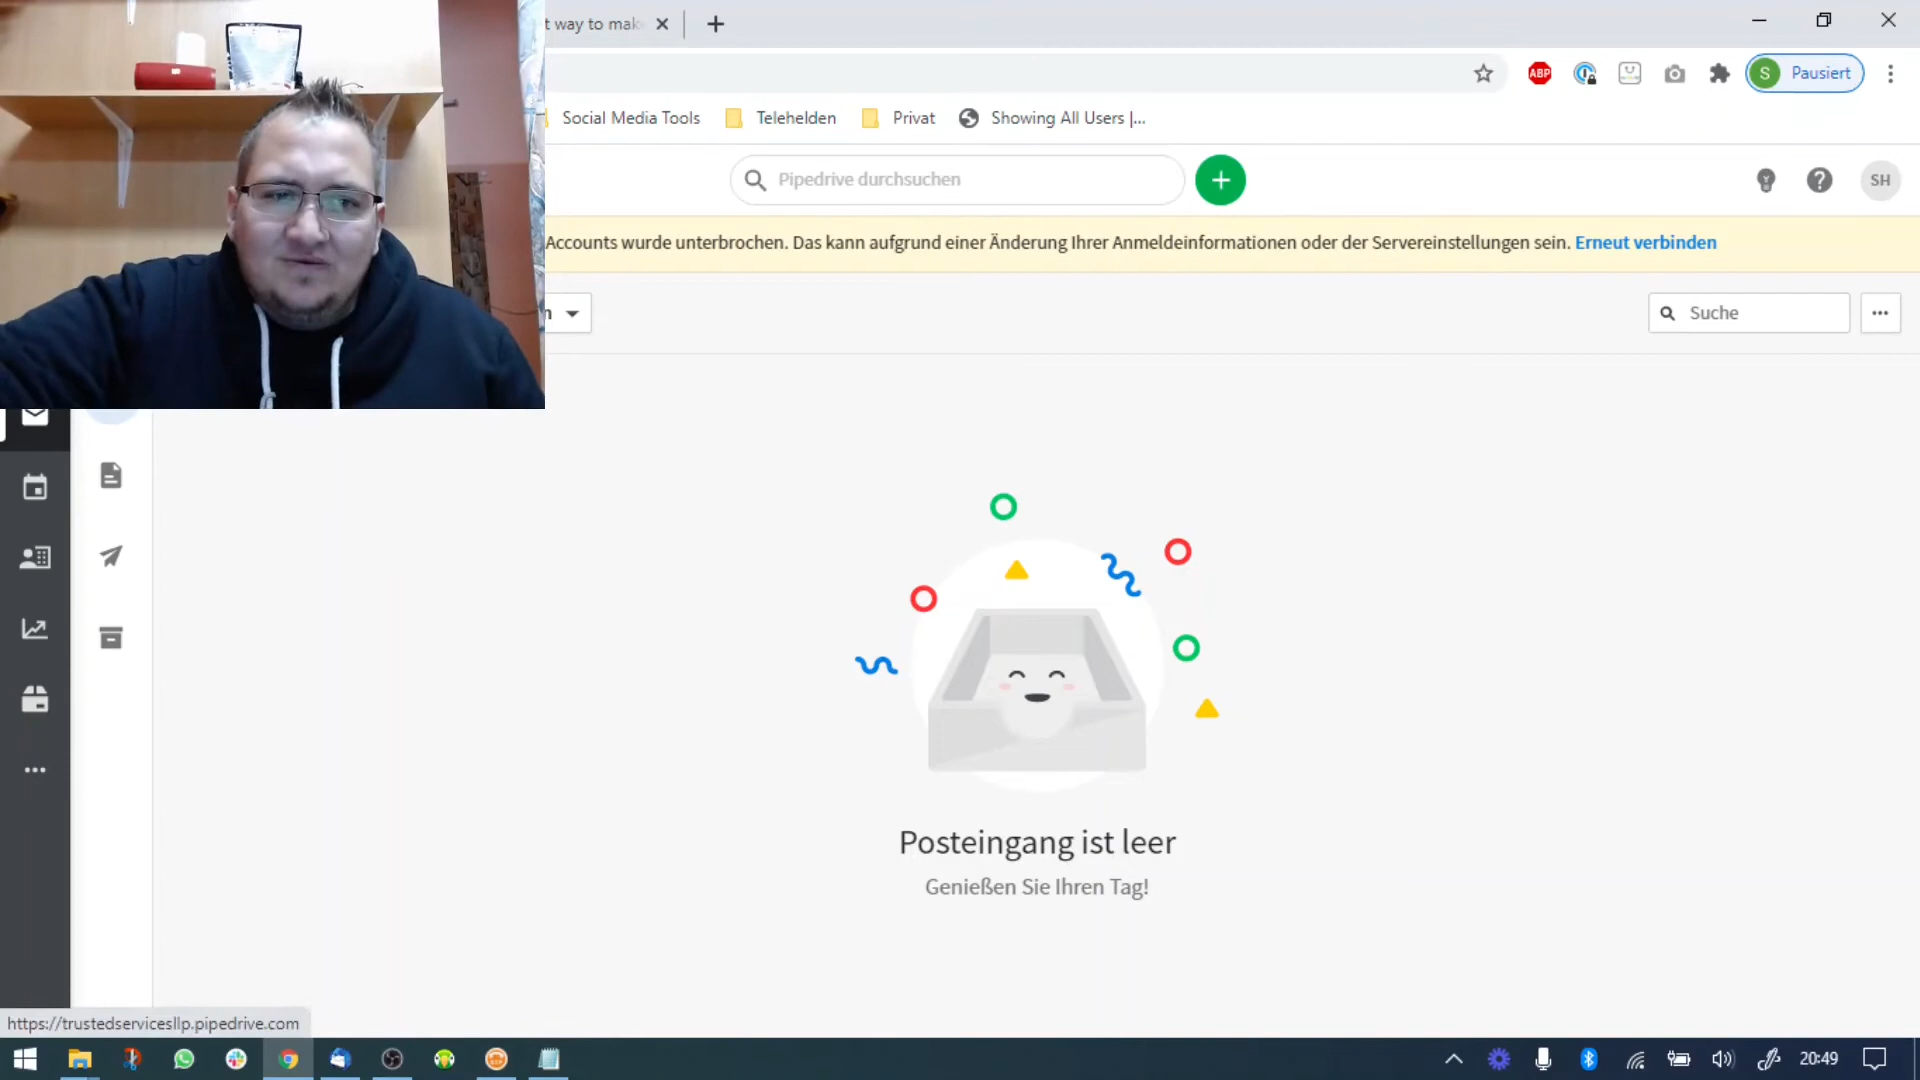 t way to mak
ABP
S
Pausiert
Social Media Tools
Telehelden
Privat
Showing All Users |...
Pipedrive durchsuchen
SH
Accounts wurde unterbrochen. Das kann aufgrund einer Änderung Ihrer Anmeldeinformationen oder der Servereinstellungen sein. Erneut verbinden
n
Suche
Posteingang ist leer
Genießen Sie Ihren Tag!
https://trustedservicesllp.pipedrive.com
20:49